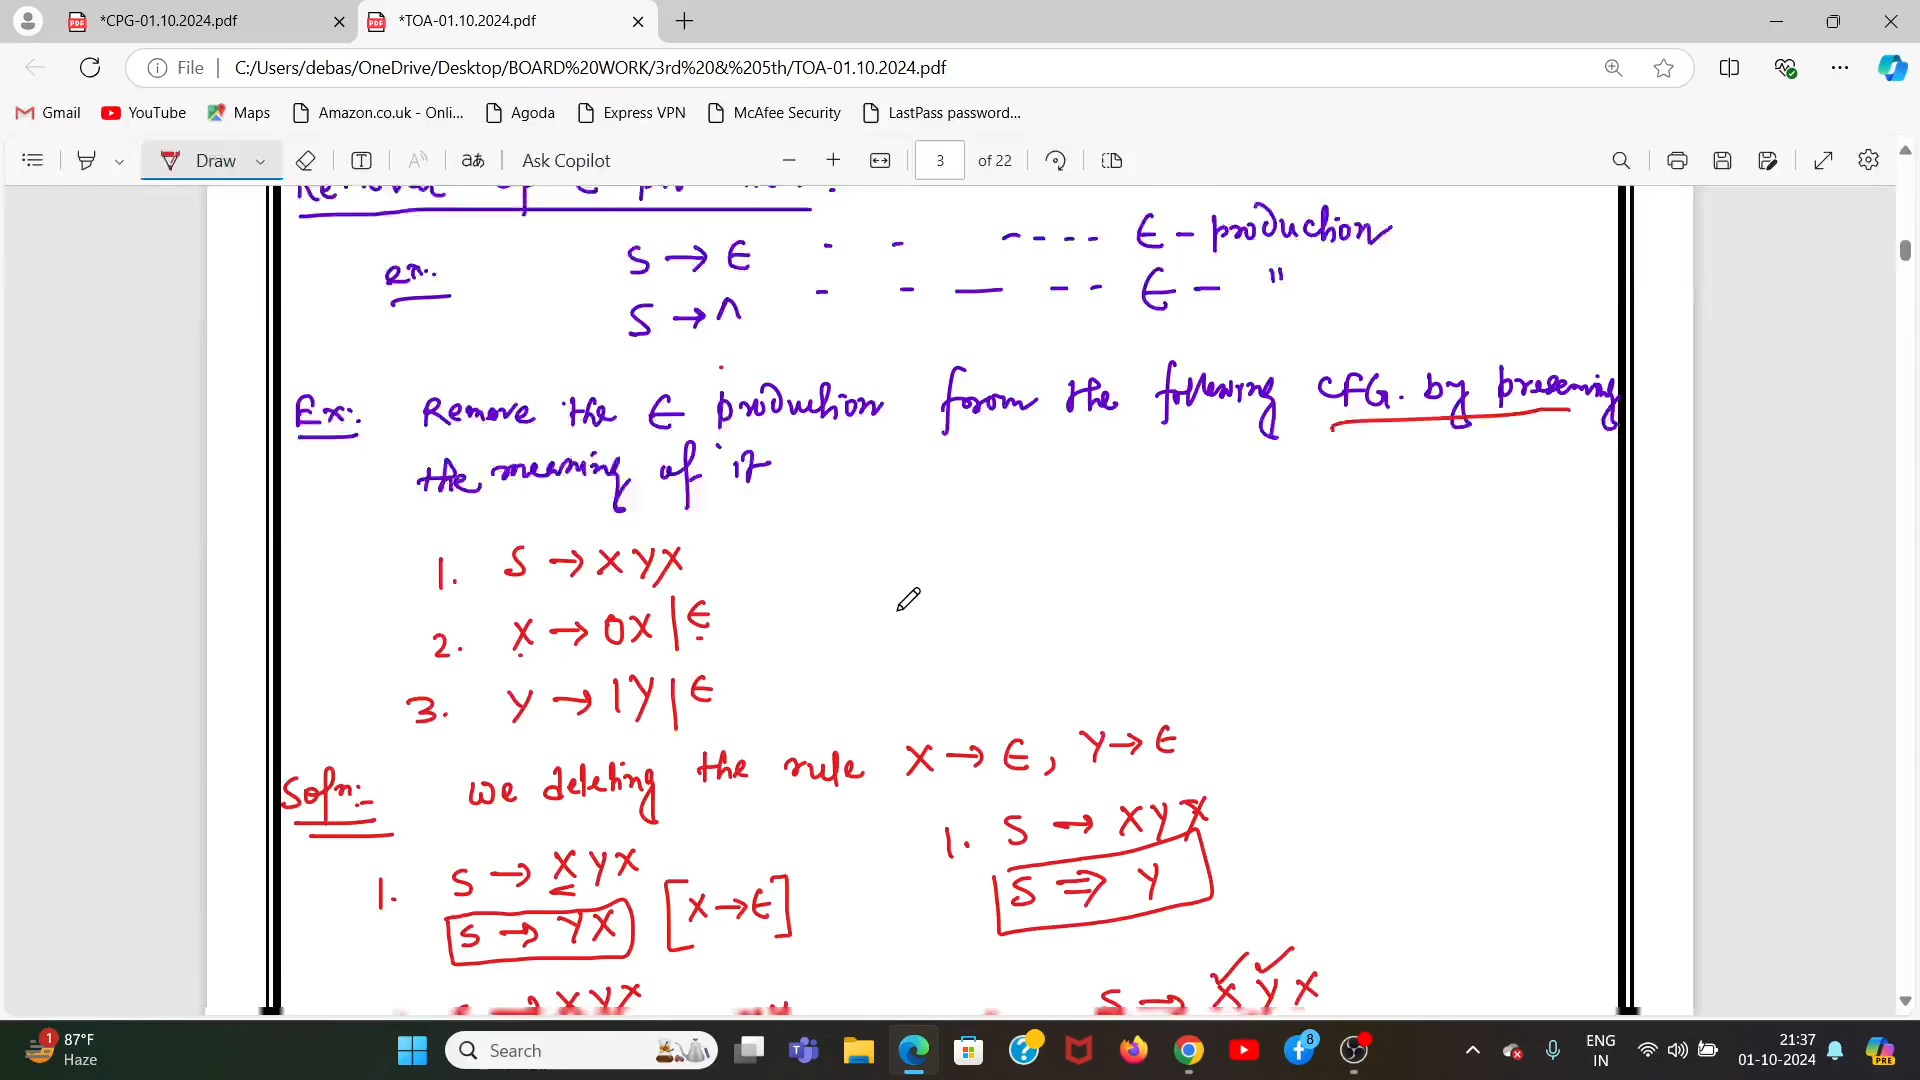 *CPG-01.10.2024.pdf
*TOA-01.10.2024.pdf
File
C:/Users/debas/OneDrive/Desktop/BOARD%20WORK/3rd%20&%205th/TOA-01.10.2024.pdf
Gmail
YouTube
Maps
Amazon.co.uk - Onli...
Agoda
Express VPN
McAfee Security
LastPass password...
Draw
Ask Copilot
3 of 22
S → ∈ - - - - - - ∈ - production
ex.
S → ^ - - — - - ∈ - "
Ex: Remove the ∈ production from the following CFG. by preserving
the meaning of it
1. S → XYX
2. X → 0X | ∈
3. Y → 1Y | ∈
Soln:- We deleting the rule X → ∈, Y → ∈
1. S → XYX
S → YX [X → ∈]
1. S → XYX
S ⇒ Y
S → XYX
S → XYX
87°F
Haze
Search
8
ENG
IN
21:37
01-10-2024
PRE